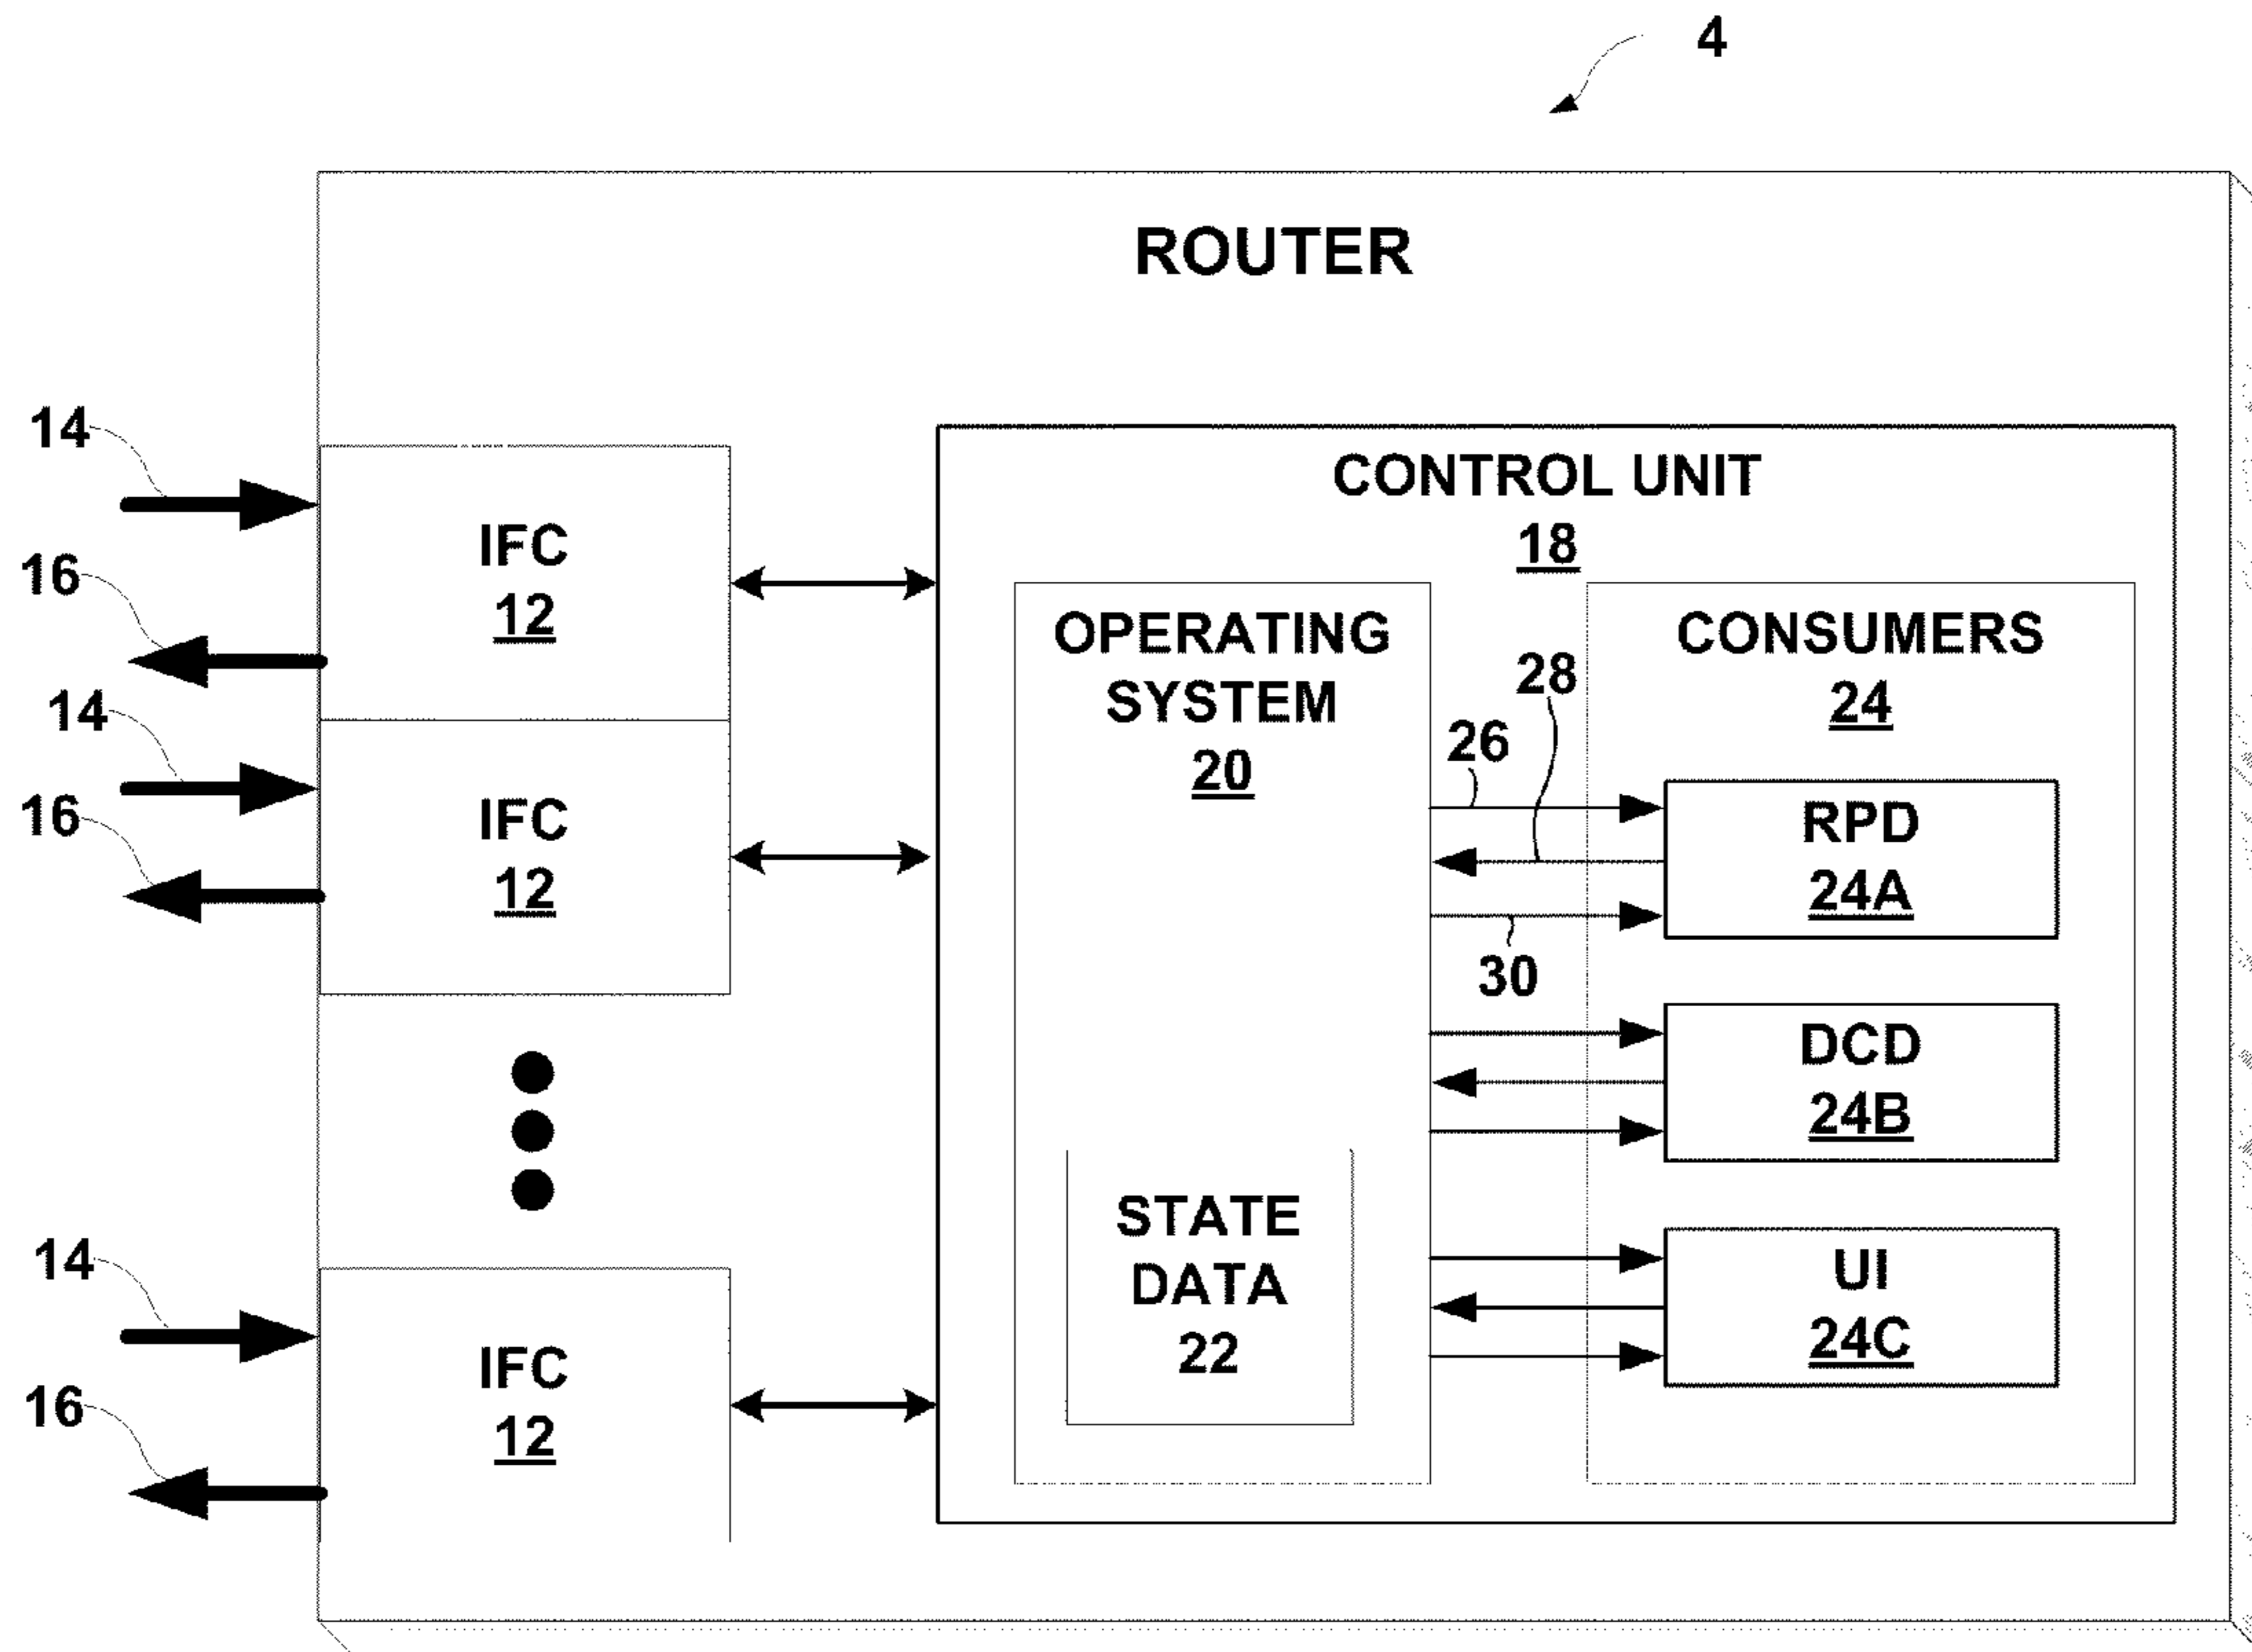 4
ROUTER
14
16
IFC
12
14
16
IFC
12
14
16
IFC
12
CONTROL UNIT
18
OPERATING
SYSTEM
20
STATE
DATA
22
26
28
30
CONSUMERS
24
RPD
24A
DCD
24B
UI
24C